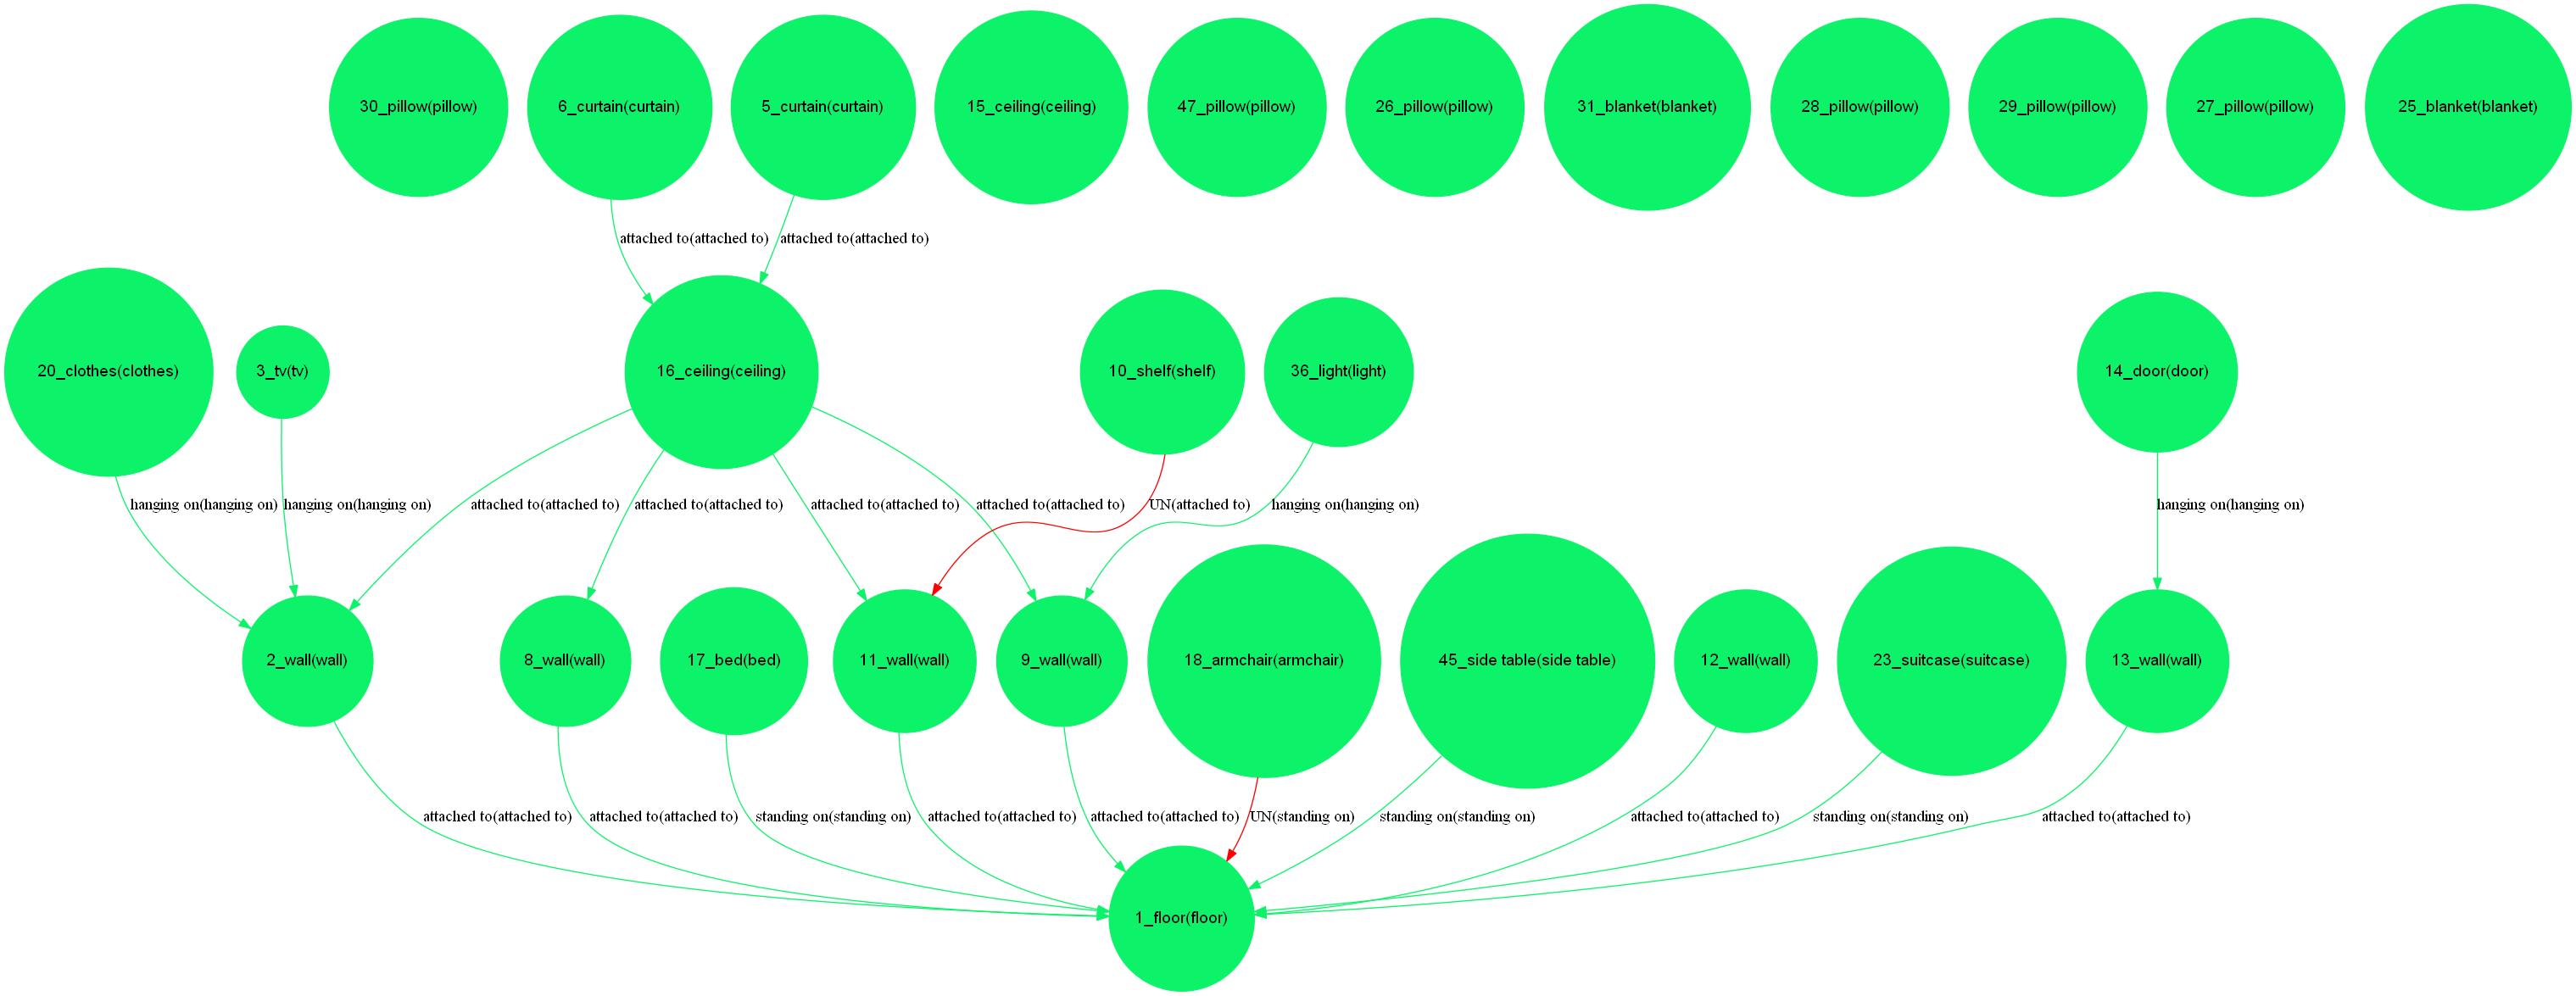 30_pillow(pillow)
6_curtain(curtain)
5_curtain(curtain)
15_ceiling(ceiling)
47_pillow(pillow)
26_pillow(pillow)
31_blanket(blanket)
28_pillow(pillow)
29_pillow(pillow)
27_pillow(pillow)
25_blanket(blanket)
attached to(attached to)
attached to(attached to)
20_clothes(clothes)
3_tv(tv)
16_ceiling(ceiling)
10_shelf(shelf)
36_light(light)
14_door(door)
hanging on(hanging on)
hanging on(hanging on)
attached to(attached to)
attached to(attached to)
attached to(attached to)
attached to(attached to)
UN(attached to)
hanging on(hanging on)
hanging on(hanging on)
2_wall(wall)
8_wall(wall)
17_bed(bed)
11_wall(wall)
9_wall(wall)
18_armchair(armchair)
45_side table(side table)
12_wall(wall)
23_suitcase(suitcase)
13_wall(wall)
attached to(attached to)
attached to(attached to)
standing on(standing on)
attached to(attached to)
attached to(attached to)
UN(standing on)
standing on(standing on)
attached to(attached to)
standing on(standing on)
attached to(attached to)
1_floor(floor)